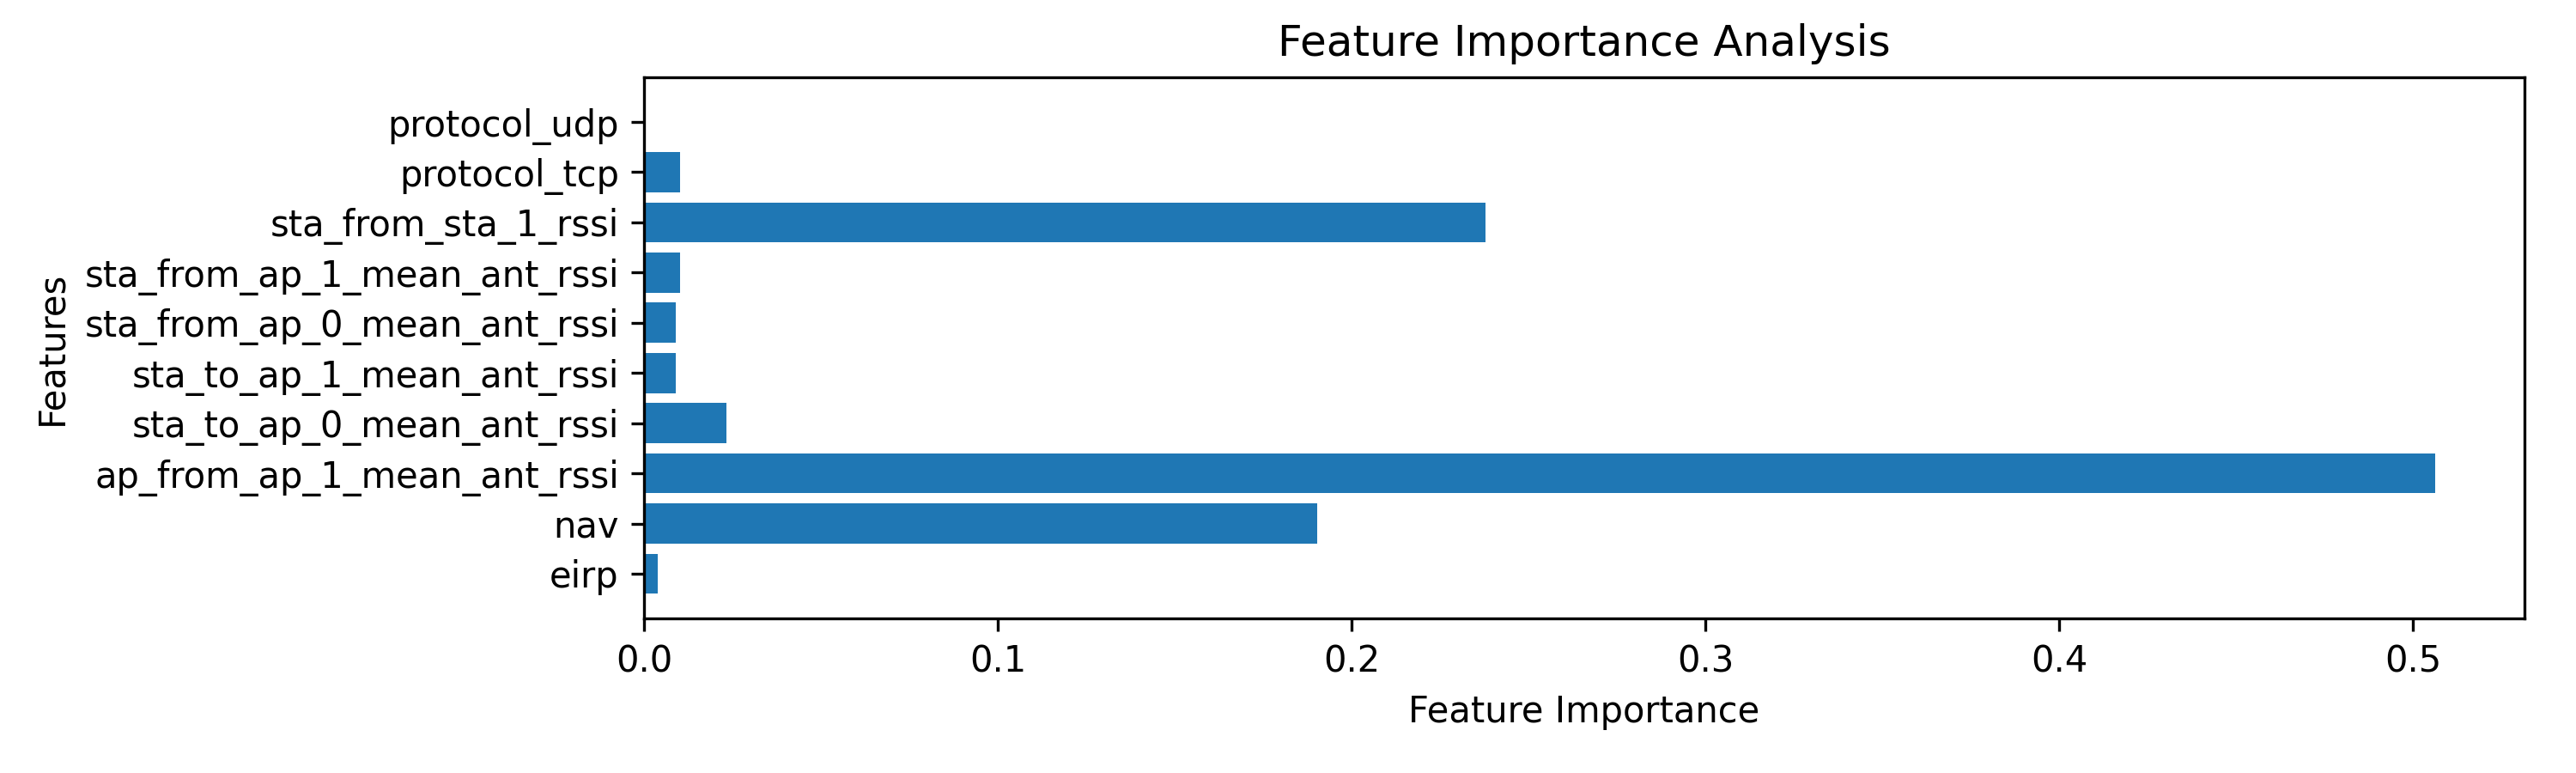 Feature Importance Analysis
Features
protocol_udp
protocol_tcp
sta_from_sta_1_rssi
sta_from_ap_1_mean_ant_rssi
sta_from_ap_0_mean_ant_rssi
sta_to_ap_1_mean_ant_rssi
sta_to_ap_0_mean_ant_rssi
ap_from_ap_1_mean_ant_rssi
nav
eirp
0.0 0.1 0.2 0.3 0.4 0.5
Feature Importance